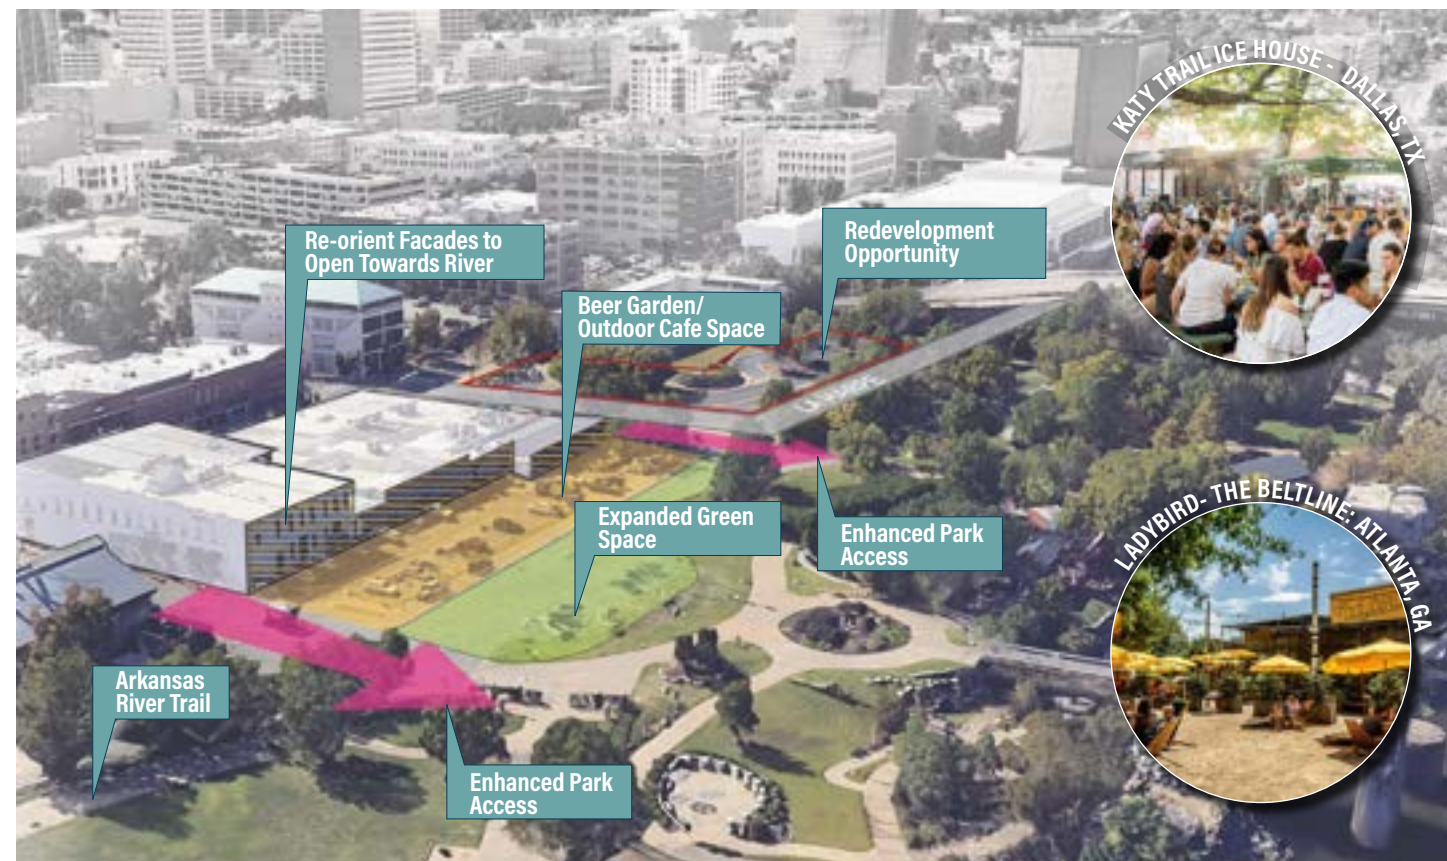 KATY TRAIL ICE HOUSE - DALLAS, TX
Re-orient Facades to
Open Towards River
Redevelopment
Opportunity
Beer Garden/
Outdoor Cafe Space
Expanded Green
Space
Enhanced Park
Access
LADYBIRD- THE BELTLINE: ATLANTA, GA
Arkansas
River Trail
Enhanced Park
Access